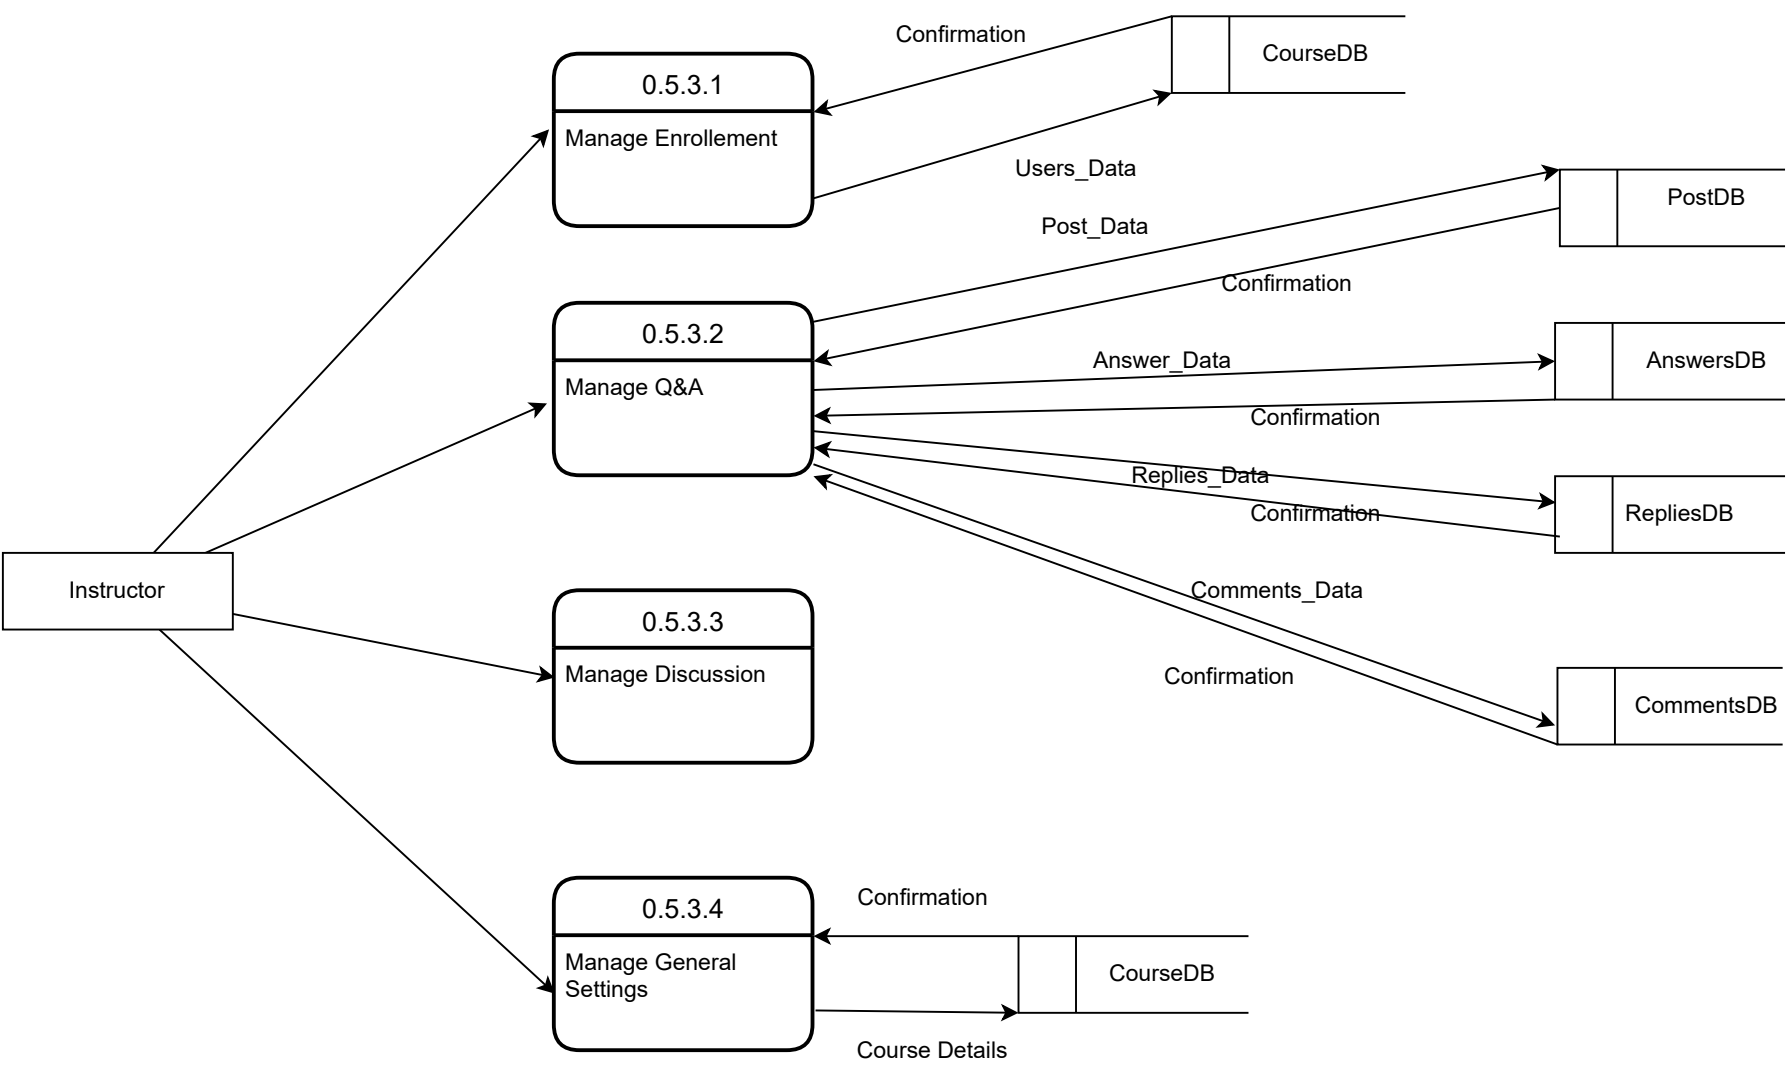 Confirmation
CourseDB
0.5.3.1
Manage Enrollement
Users_Data
PostDB
Post_Data
Confirmation
0.5.3.2
Manage Q&A
Answer_Data
AnswersDB
Confirmation
Replies_Data
Confirmation
RepliesDB
Instructor
Comments_Data
0.5.3.3
Manage Discussion
Confirmation
CommentsDB
0.5.3.4
Manage General
Settings
Confirmation
CourseDB
Course Details